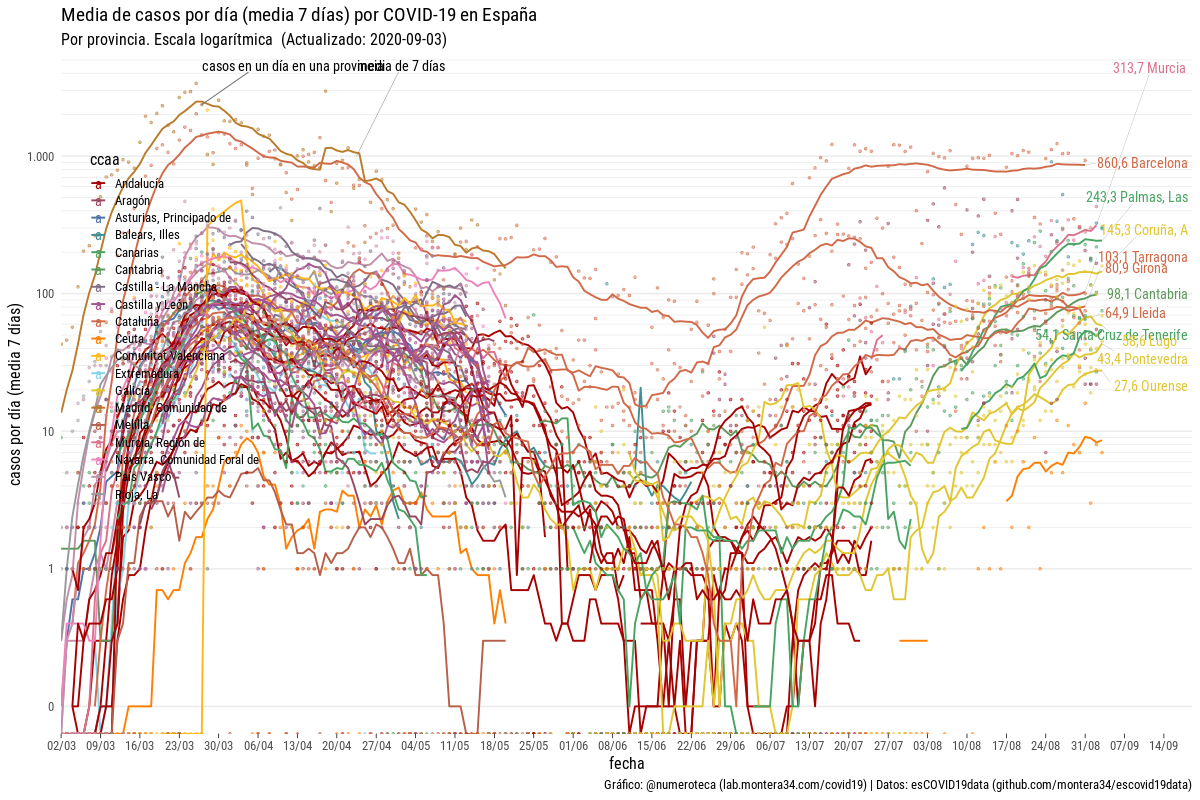 Media de casos por día (media 7 días) por COVID-19 en España
Por provincia. Escala logarítmica (Actualizado: 2020-09-03)
casos en un día en una provincia
media de 7 días
313,7 Murcia
1.000
860,6 Barcelona
243,3 Palmas, Las
145,3 Coruña, A
103,1 Tarragona
80,9 Girona
100
98,1 Cantabria
64,9 Lleida
54,1 Santa Cruz de Tenerife
Lugo
43,4 Pontevedra
27,6 Ourense
10
1
0
ccaa
Andalucía
Aragón
Asturias, Principado de
Balears, Illes
Canarias
Cantabria
Castilla - La Mancha
Castilla y León
Cataluña
Ceuta
Comunitat Valenciana
Extremadura
Galicia
Madrid, Comunidad de
Melilla
Murcia, Región de
Navarra, Comunidad Foral de
País Vasco
Rioja, La
casos por día (media 7 días)
02/03 09/03 16/03 23/03 30/03 06/04 13/04 20/04 27/04 04/05 11/05 18/05 25/05 01/06 08/06 15/06 22/06 29/06 06/07 13/07 20/07 27/07 03/08 10/08 17/08 24/08 31/08 07/09 14/09
fecha
Gráfico: @numeroteca (lab.montera34.com/covid19) | Datos: esCOVID19data (github.com/montera34/escovid19data)